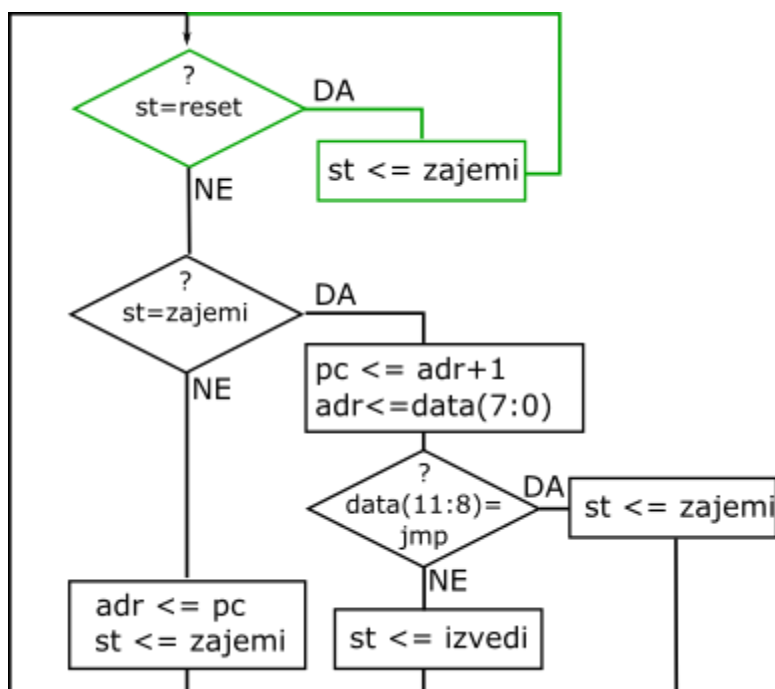 ?
st=reset
DA
st <= zajemi
NE
?
st=zajemi
DA
NE
pc <= adr+1
adr<=data(7:0)
?
data(11:8)=
jmp
DA
st <= zajemi
NE
adr <= pc
st <= zajemi
st <= izvedi